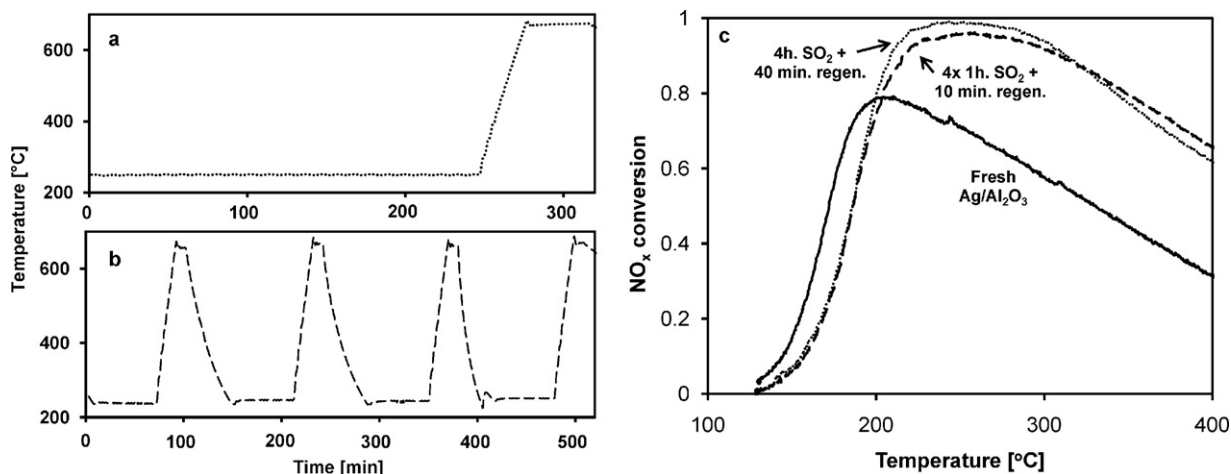 Temperature [°C]
a
600
400
200
0
100
200
300
b
600
400
200
0
100
200
300
400
500
Time [min]
c
NOₓ conversion
1
0.8
0.6
0.4
0.2
0
4h. SO₂ +
40 min. regen.
4x 1h. SO₂ +
10 min. regen.
Fresh
Ag/Al₂O₃
100
200
300
400
Temperature [°C]